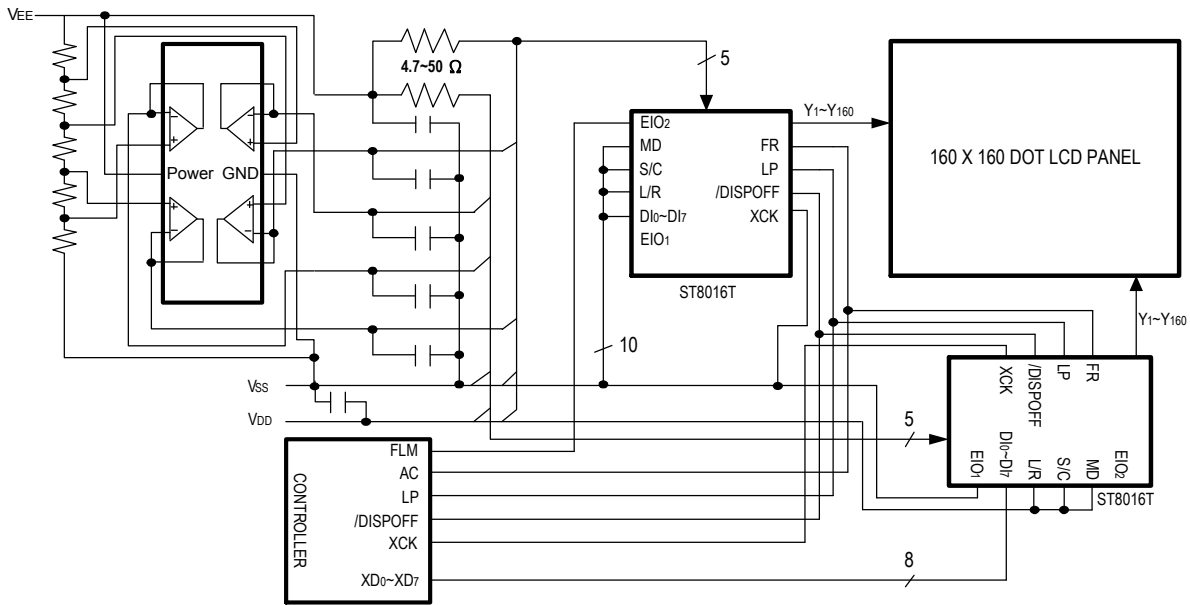 VEE
4.7~50 Ω
5
Power GND
EIO2
MD
S/C
L/R
DI0~DI7
EIO1
FR
LP
/DISPOFF
XCK
ST8016T
Y1~Y160
160 X 160 DOT LCD PANEL
Y1~Y160
10
VSS
VDD
5
XCK
/DISPOFF
LP
FR
EIO1
DI0~DI7
L/R
S/C
MD
EIO2
ST8016T
CONTROLLER
FLM
AC
LP
/DISPOFF
XCK
XD0~XD7
8